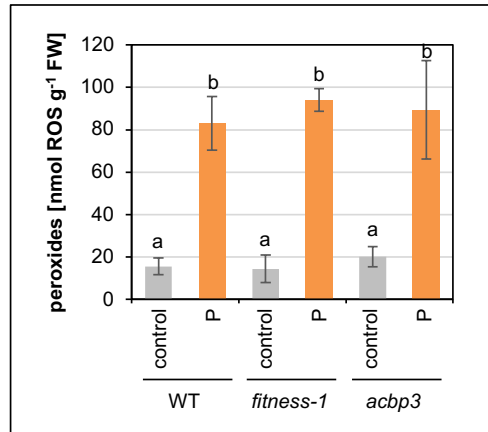 peroxides [nmol ROS g⁻¹ FW]
120
100
80
60
40
20
0
a
b
a
b
a
b
control
P
control
P
control
P
WT
fitness-1
acbp3